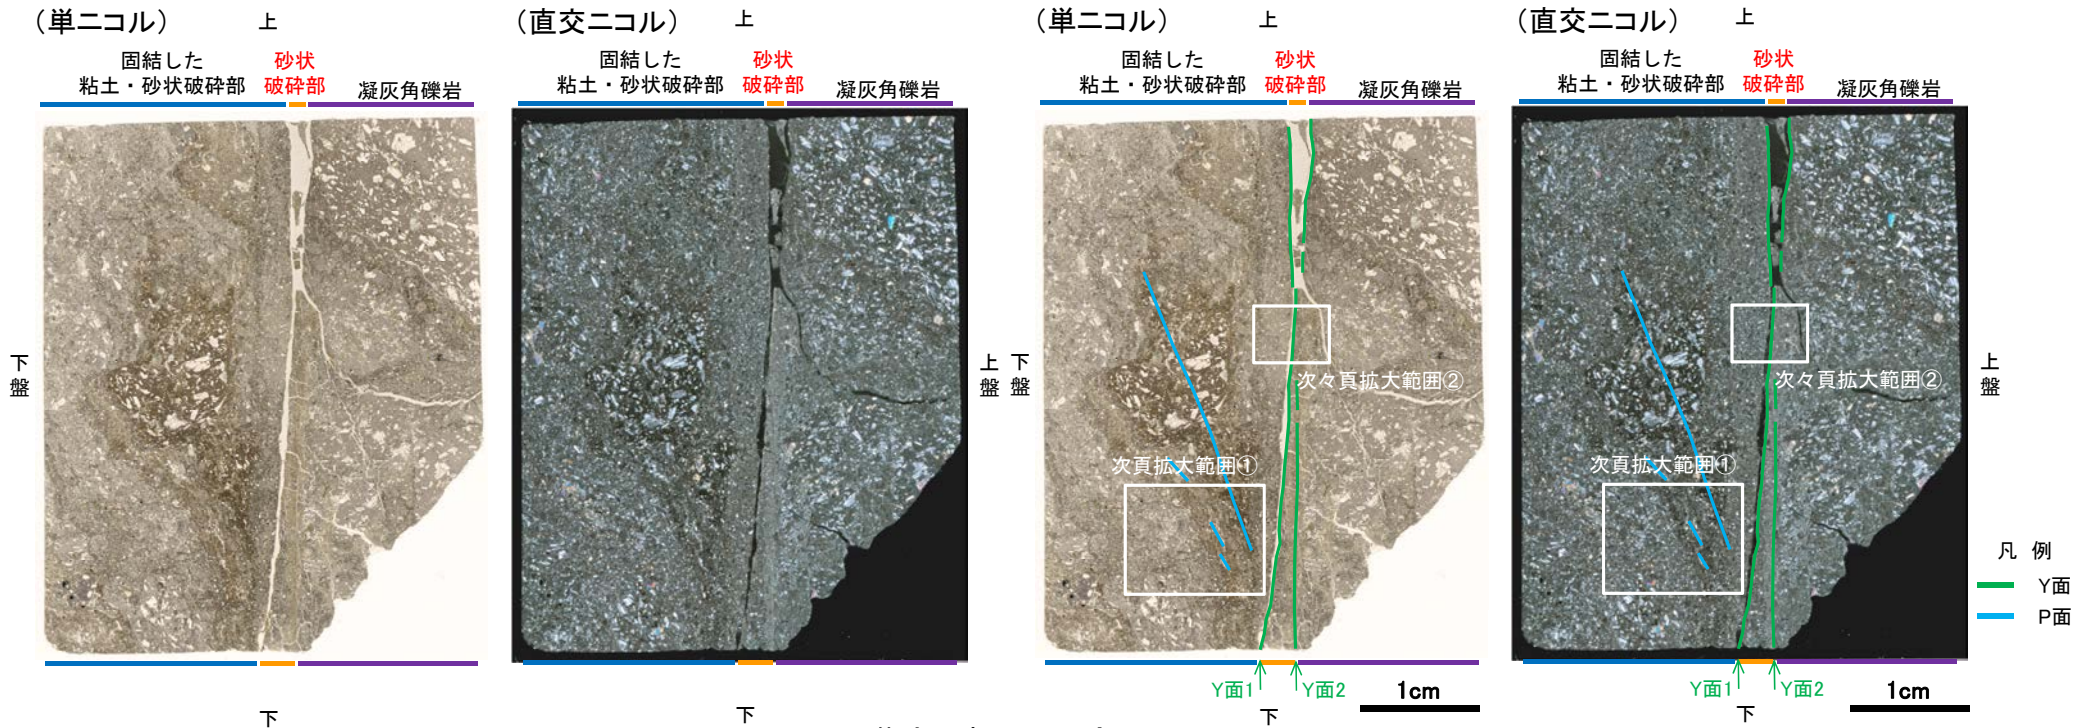 （単ニコル）
上
固結した
粘土・砂状破砕部
砂状
破砕部
凝灰角礫岩
（直交ニコル）
上
固結した
粘土・砂状破砕部
砂状
破砕部
凝灰角礫岩
（単ニコル）
上
固結した
粘土・砂状破砕部
砂状
破砕部
凝灰角礫岩
（直交ニコル）
上
固結した
粘土・砂状破砕部
砂状
破砕部
凝灰角礫岩
下盤
上盤
下盤
上盤
次々頁拡大範囲②
次頁拡大範囲①
次々頁拡大範囲②
次頁拡大範囲①
凡 例
Y面
P面
Y面1
Y面2
1cm
Y面1
Y面2
1cm
下
下
下
下